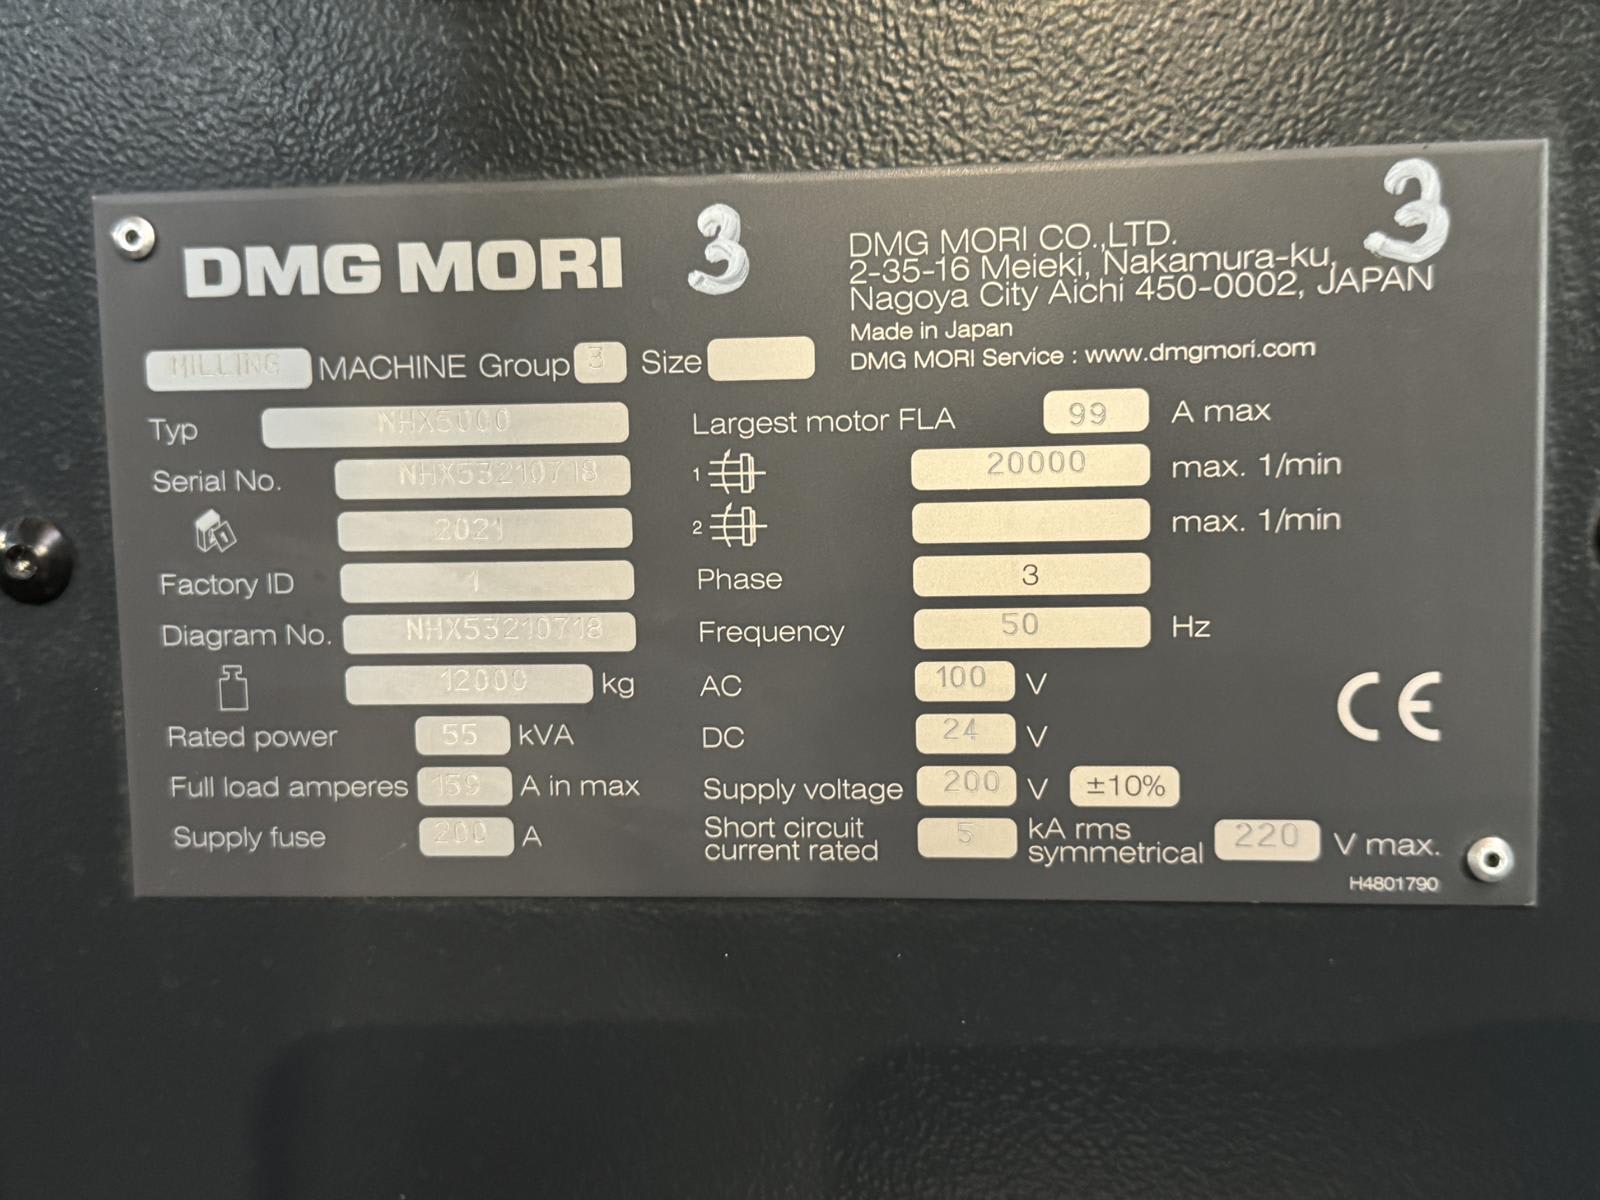 DMG MORI 3
DMG MORI CO.,LTD. 3
2-35-16 Meieki, Nakamura-ku,
Nagoya City Aichi 450-0002, JAPAN
Made in Japan
DMG MORI Service : www.dmgmori.com
MILLING MACHINE Group 3 Size
Typ NHX5000
Serial No. NHX53210718
2021
Factory ID 1
Diagram No. NHX53210718
12000 kg
Rated power 55 kVA
Full load amperes 159 A in max
Supply fuse 200 A
Largest motor FLA 99 A max
1 20000 max. 1/min
2 max. 1/min
Phase 3
Frequency 50 Hz
AC 100 V
DC 24 V
Supply voltage 200 V ±10%
Short circuit
current rated 5 kA rms
symmetrical 220 V max.
H4801790
CE